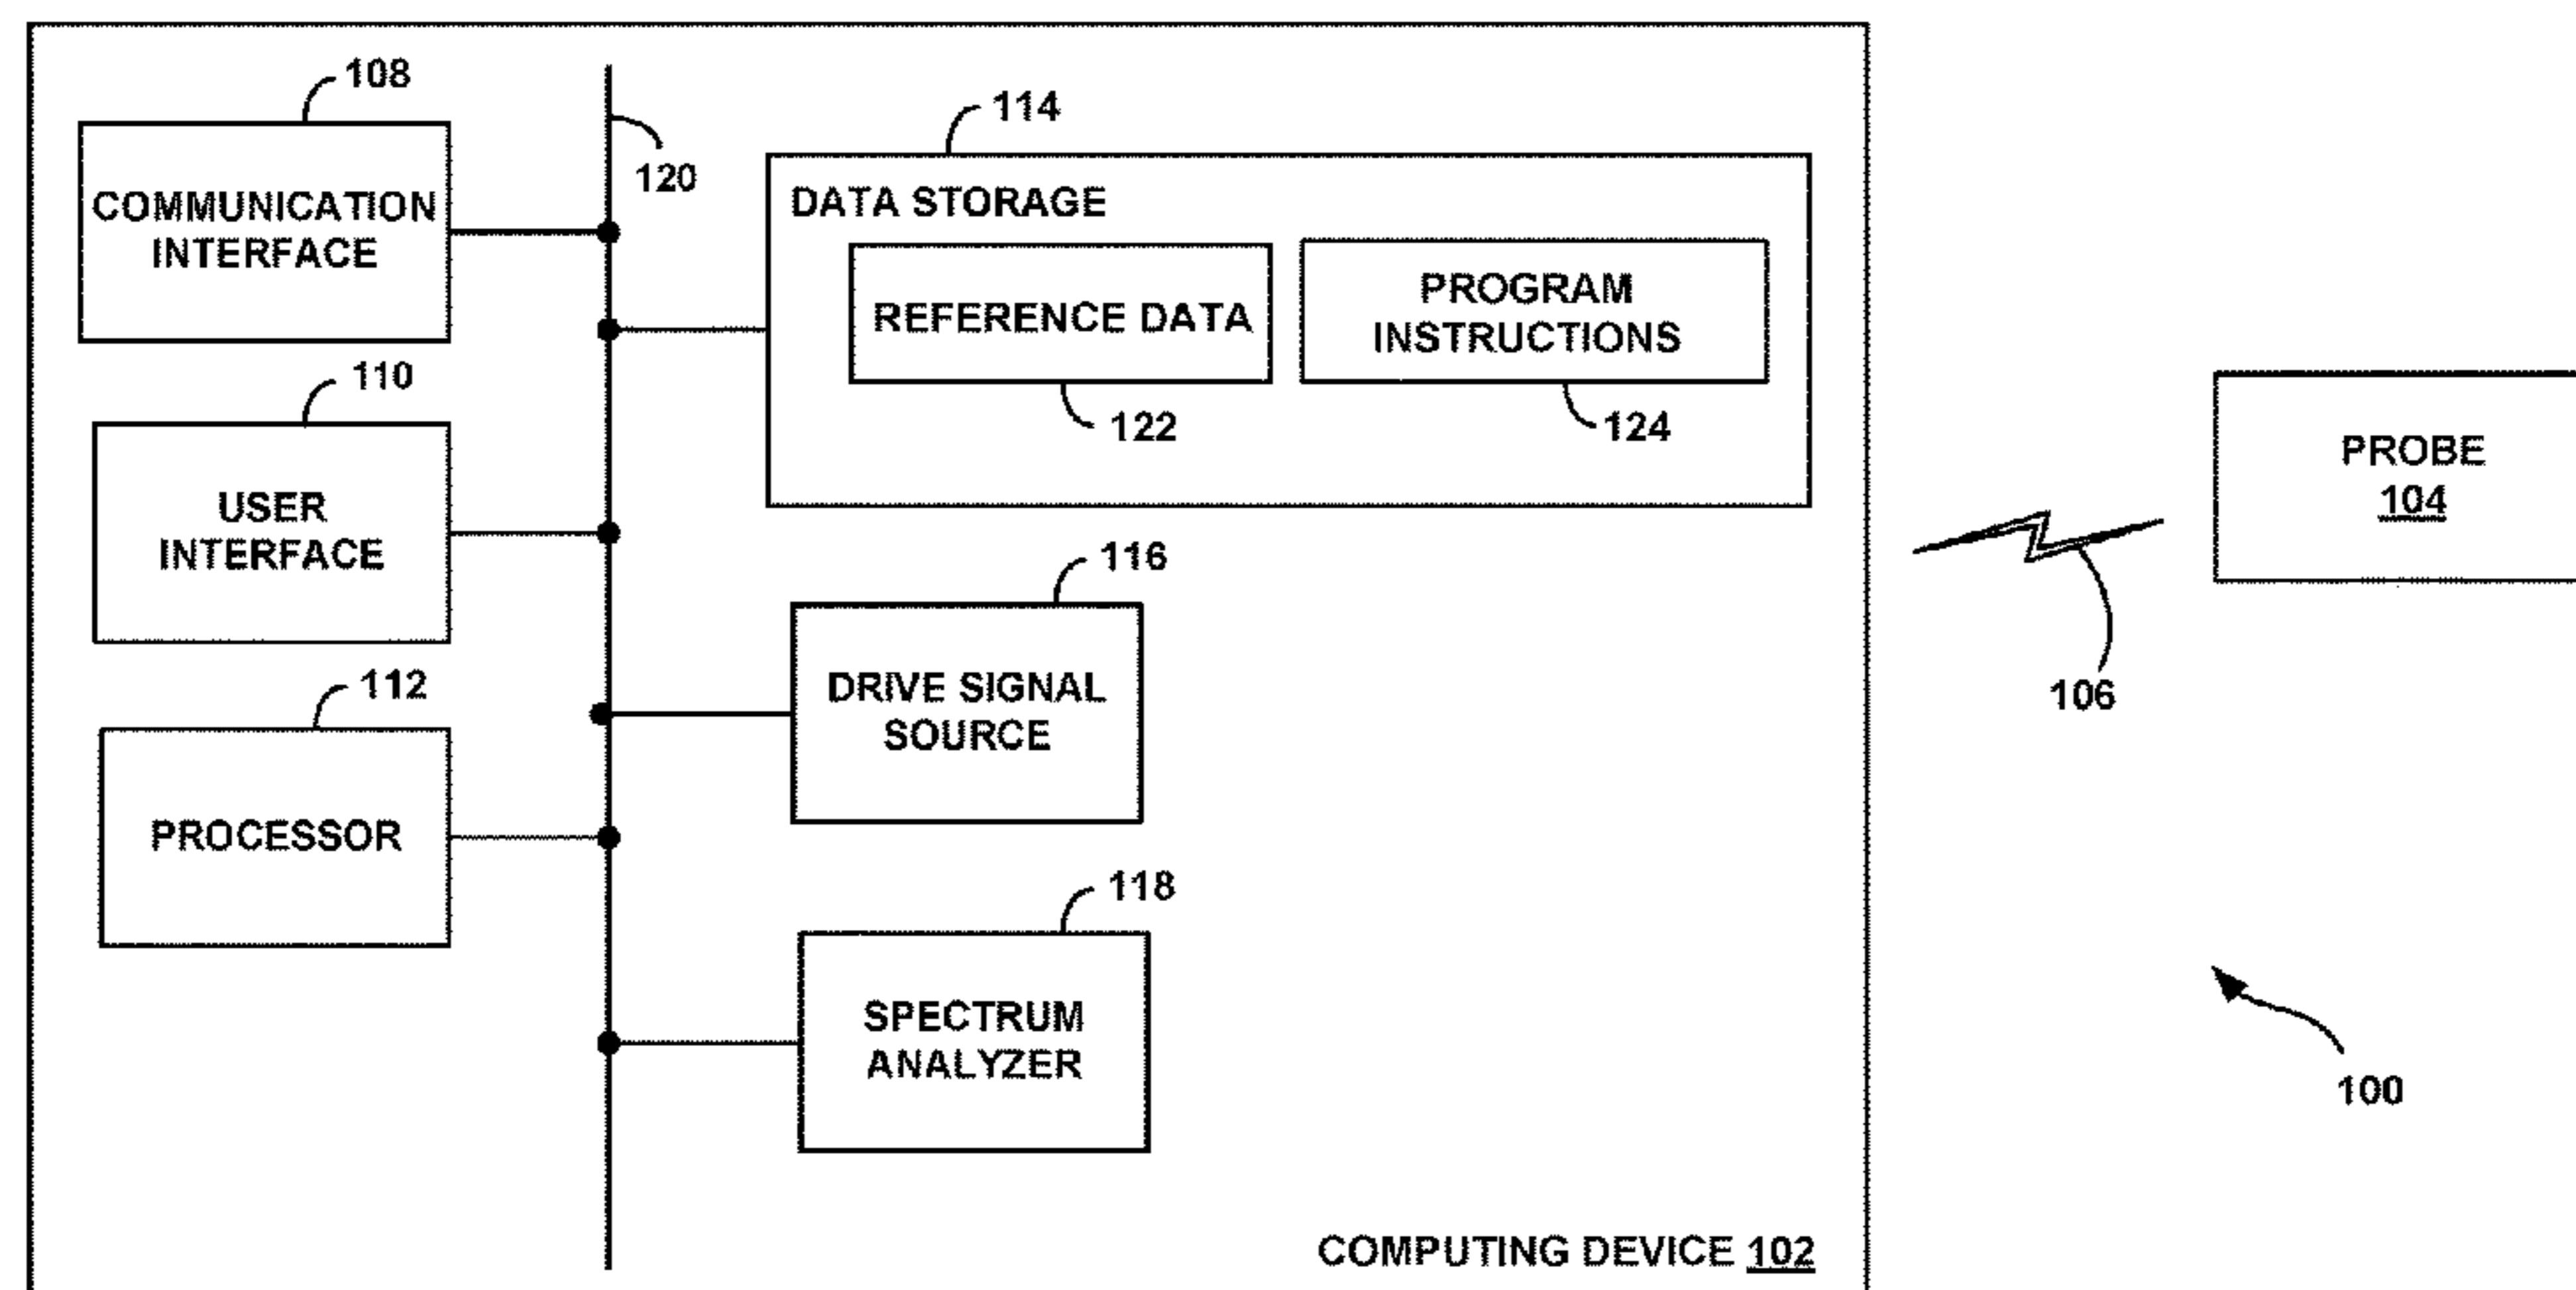 108
COMMUNICATION
INTERFACE
120
114
DATA STORAGE
REFERENCE DATA
122
PROGRAM
INSTRUCTIONS
124
110
USER
INTERFACE
116
DRIVE SIGNAL
SOURCE
112
PROCESSOR
118
SPECTRUM
ANALYZER
COMPUTING DEVICE 102
PROBE
104
106
100